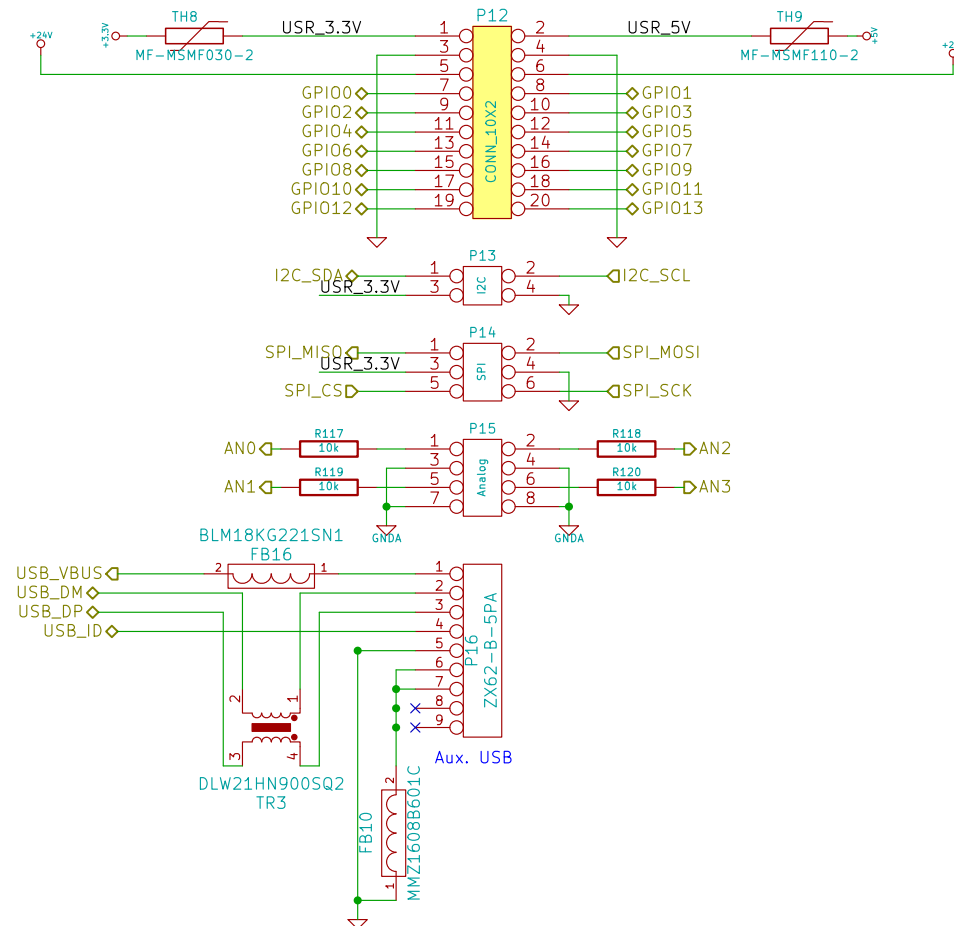 TH8 P12 TH9
+24V +3.3V USR_3.3V 1 2 USR_5V +5V
MF-MSMF030-2 3 4 MF-MSMF110-2 +2
5 6
GPIO0 7 8 GPIO1
GPIO2 9 10 GPIO3
GPIO4 11 12 GPIO5
GPIO6 13 14 GPIO7
GPIO8 15 16 GPIO9
GPIO10 17 18 GPIO11
GPIO12 19 20 GPIO13
CONN_10X2
P13
I2C_SDA 1 2 I2C_SCL
USR_3.3V 3 4
I2C
P14
SPI_MISO 1 2 SPI_MOSI
USR_3.3V 3 4
SPI_CS 5 6 SPI_SCK
SPI
P15
AN0 R117 10k 1 2 R118 10k AN2
3 4
AN1 R119 10k 5 6 R120 10k AN3
7 8
Analog
GNDA GNDA
BLM18KG221SN1
FB16
USB_VBUS 2 1 1
USB_DM 2
USB_DP 3
USB_ID 4
5
6
7
8
9
P16
ZX62-B-5PA
2 1
3 4
Aux. USB
DLW21HN900SQ2
TR3
2
FB10
MMZ1608B601C
1